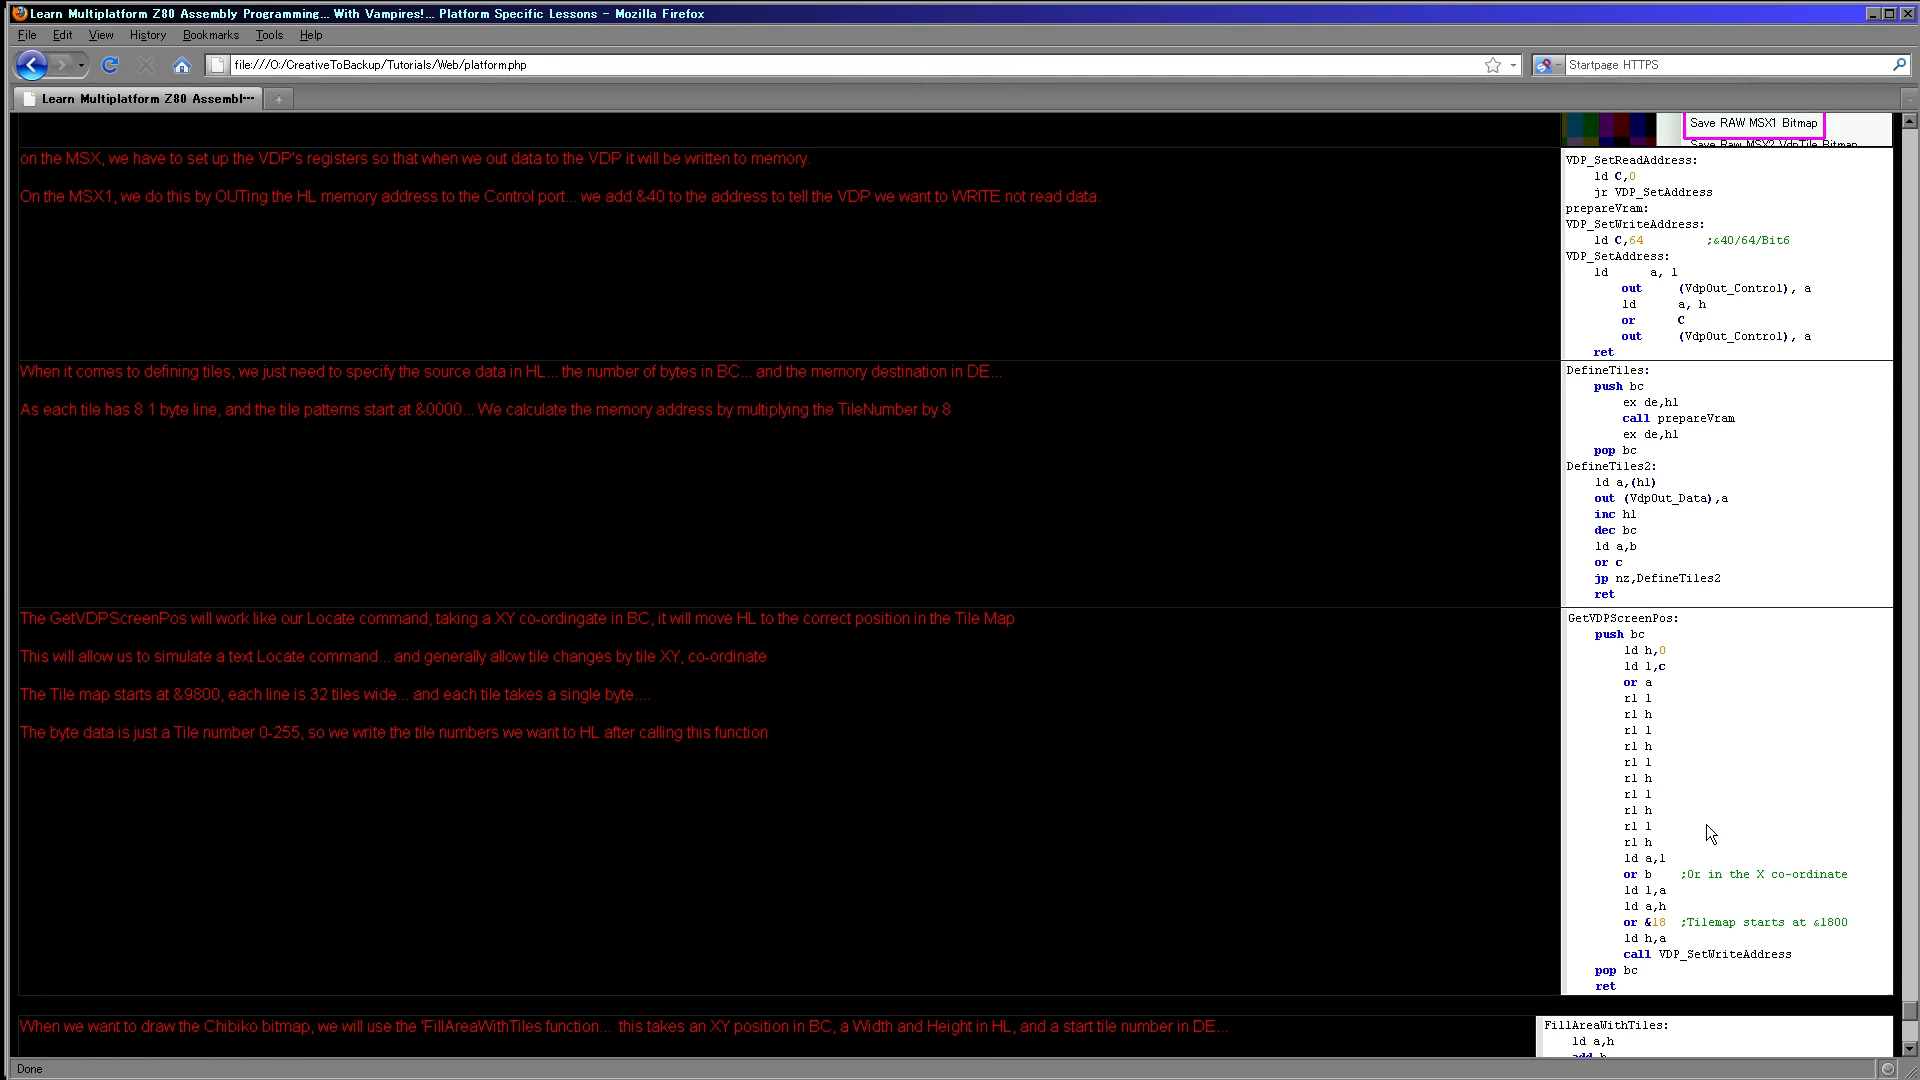 Learn Multiplatform Z80 Assembly Programming... With Vampires!... Platform Specific Lessons - Mozilla Firefox
File Edit View History Bookmarks Tools Help
file:///O:/CreativeToBackup/Tutorials/Web/platform.php
Startpage HTTPS
Learn Multiplatform Z80 Assembl...
Save RAW MSX1 Bitmap
Save Raw MSX2 VdpTile Bitmap
on the MSX, we have to set up the VDP's registers so that when we out data to the VDP it will be written to memory.
On the MSX1, we do this by OUTing the HL memory address to the Control port... we add &40 to the address to tell the VDP we want to WRITE not read data.
VDP_SetReadAddress:
ld C,0
jr VDP_SetAddress
prepareVram:
VDP_SetWriteAddress:
ld C,64 ;&40/64/Bit6
VDP_SetAddress:
ld a, l
out (VdpOut_Control), a
ld a, h
or C
out (VdpOut_Control), a
ret
When it comes to defining tiles, we just need to specify the source data in HL... the number of bytes in BC... and the memory destination in DE...
As each tile has 8 1 byte line, and the tile patterns start at &0000... We calculate the memory address by multiplying the TileNumber by 8
DefineTiles:
push bc
ex de,hl
call prepareVram
ex de,hl
pop bc
DefineTiles2:
ld a,(hl)
out (VdpOut_Data),a
inc hl
dec bc
ld a,b
or c
jp nz,DefineTiles2
ret
The GetVDPScreenPos will work like our Locate command, taking a XY co-ordingate in BC, it will move HL to the correct position in the Tile Map
This will allow us to simulate a text Locate command... and generally allow tile changes by tile XY, co-ordinate
The Tile map starts at &9800, each line is 32 tiles wide... and each tile takes a single byte....
The byte data is just a Tile number 0-255, so we write the tile numbers we want to HL after calling this function
GetVDPScreenPos:
push bc
ld h,0
ld l,c
or a
rl l
rl h
rl l
rl h
rl l
rl h
rl l
rl h
rl l
rl h
ld a,l
or b ;Or in the X co-ordinate
ld l,a
ld a,h
or &18 ;Tilemap starts at &1800
ld h,a
call VDP_SetWriteAddress
pop bc
ret
When we want to draw the Chibiko bitmap, we will use the 'FillAreaWithTiles function... this takes an XY position in BC, a Width and Height in HL, and a start tile number in DE...
FillAreaWithTiles:
ld a,h
add b
Done